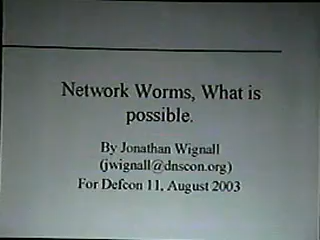 Network Worms, What is
possible.
By Jonathan Wignall
(jwignall@dnscon.org)
For Defcon 11, August 2003